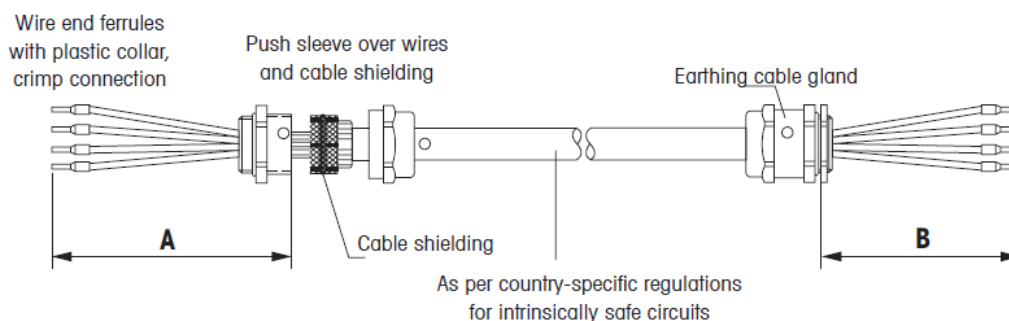 Wire end ferrules
with plastic collar,
crimp connection
Push sleeve over wires
and cable shielding
Earthing cable gland
A
B
Cable shielding
As per country-specific regulations
for intrinsically safe circuits